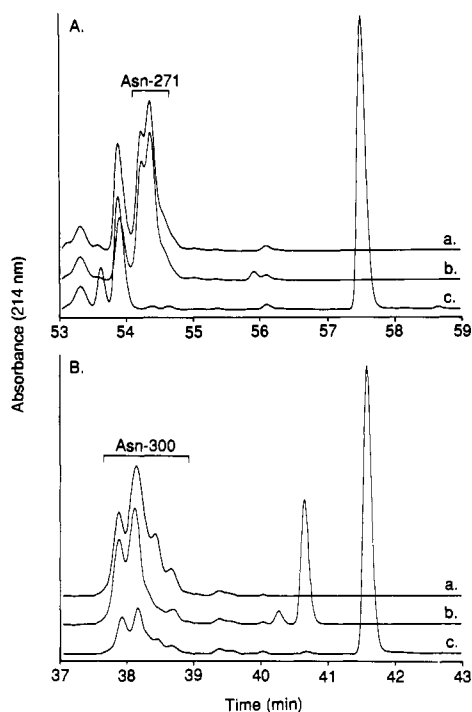 A.
Asn-271
a.
b.
c.
53 54 55 56 57 58 59
Absorbance (214 nm)
B.
Asn-300
a.
b.
c.
37 38 39 40 41 42 43
Time (min)